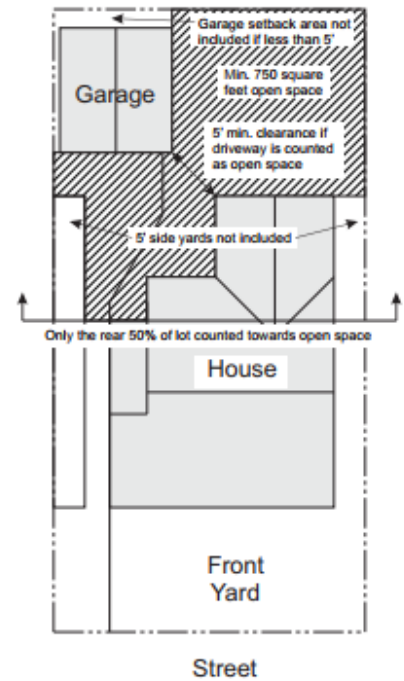 Garage setback area not
included if less than 5'
Garage
Min. 750 square
feet open space
5' min. clearance if
driveway is counted
as open space
5' side yards not included
Only the rear 50% of lot counted towards open space
House
Front
Yard
Street